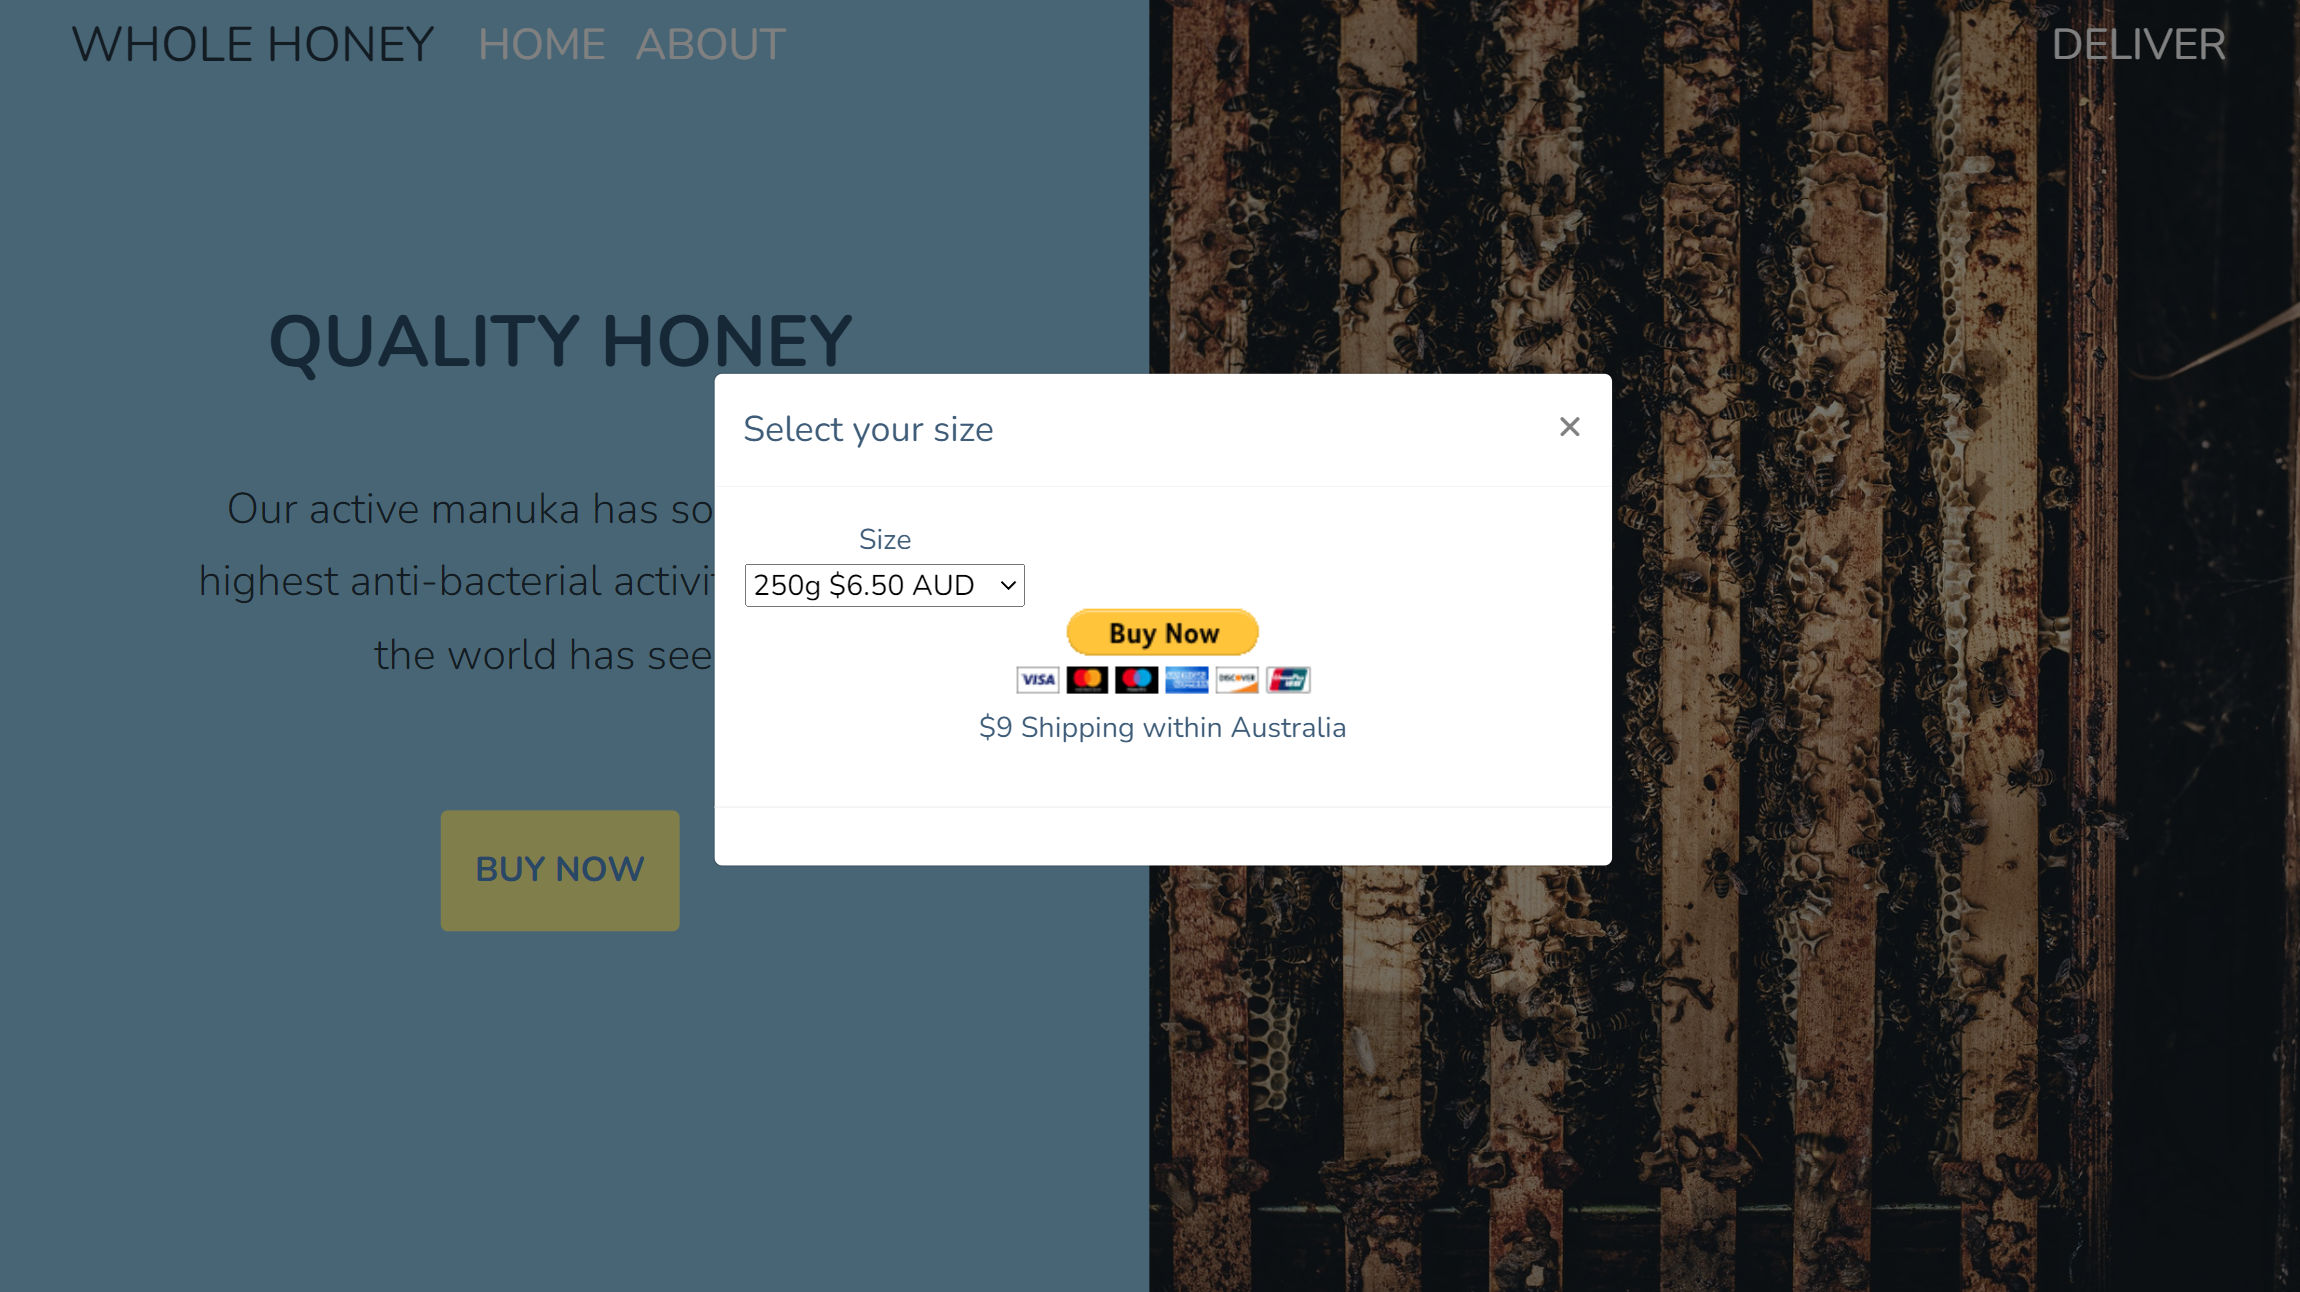 WHOLE HONEY HOME ABOUT DELIVER
QUALITY HONEY
Our active manuka has so
highest anti-bacterial activi
the world has see
BUY NOW
Select your size
×
Size
250g $6.50 AUD
Buy Now
VISA DISCOVER
$9 Shipping within Australia